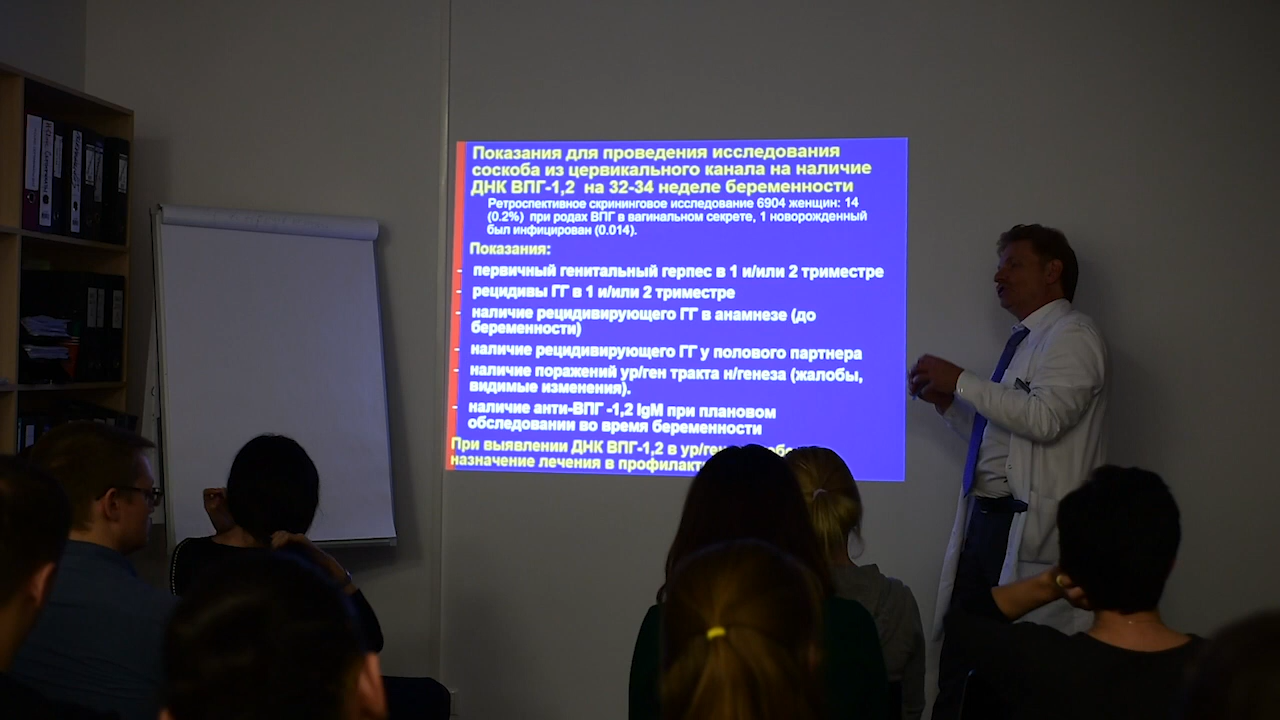 Показания для проведения исследования
соскоба из цервикального канала на наличие
ДНК ВПГ-1,2 на 32-34 неделе беременности
Ретроспективное скрининговое исследование 6904 женщин: 14
(0.2%) при родах ВПГ в вагинальном секрете, 1 новорожденный
был инфицирован (0.014).
Показания:
первичный генитальный герпес в 1 и/или 2 триместре
рецидивы ГГ в 1 и/или 2 триместре
наличие рецидивирующего ГГ в анамнезе (до
беременности)
наличие рецидивирующего ГГ у полового партнера
наличие поражений ур/ген тракта н/генеза (жалобы,
видимые изменения).
наличие анти-ВПГ -1,2 IgM при плановом
обследовании во время беременности
При выявлении ДНК ВПГ-1,2 в
назначение лечения в